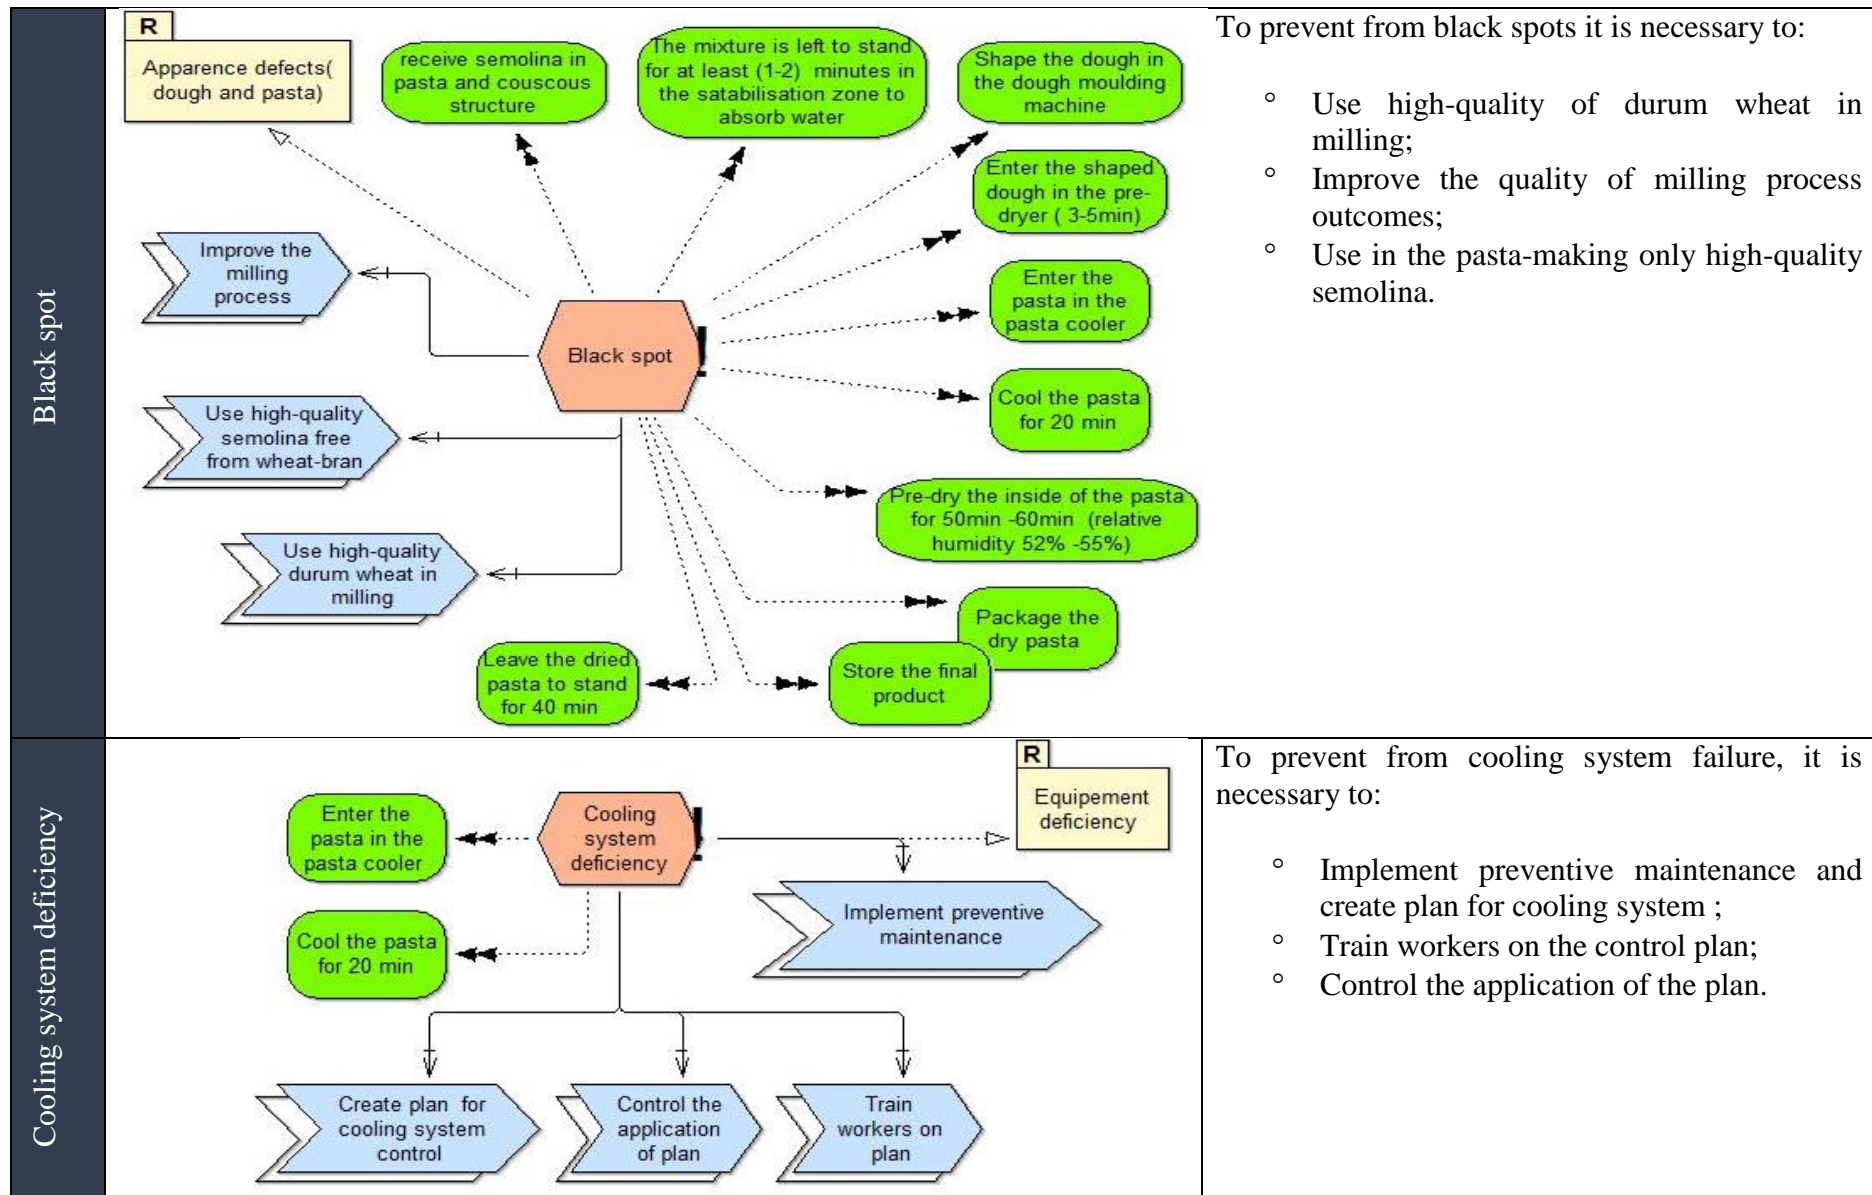 Black spot
R
Apparence defects(
dough and pasta)
receive semolina in
pasta and couscous
structure
The mixture is left to stand
for at least (1-2) minutes in
the satabilisation zone to
absorb water
Shape the dough in
the dough moulding
machine
Enter the shaped
dough in the pre-
dryer ( 3-5min)
Improve the
milling
process
Enter the
pasta in the
pasta cooler
Black spot
!
Cool the pasta
for 20 min
Use high-quality
semolina free
from wheat-bran
Pre-dry the inside of the pasta
for 50min -60min (relative
humidity 52% -55%)
Use high-quality
durum wheat in
milling
Package the
dry pasta
Leave the dried
pasta to stand
for 40 min
Store the final
product
To prevent from black spots it is necessary to:
° Use high-quality of durum wheat in
milling;
° Improve the quality of milling process
outcomes;
° Use in the pasta-making only high-quality
semolina.
Cooling system deficiency
R
Equipement
deficiency
Enter the
pasta in the
pasta cooler
Cooling
system
deficiency
!
Implement preventive
maintenance
Cool the pasta
for 20 min
Create plan for
cooling system
control
Control the
application
of plan
Train
workers on
plan
To prevent from cooling system failure, it is
necessary to:
° Implement preventive maintenance and
create plan for cooling system ;
° Train workers on the control plan;
° Control the application of the plan.